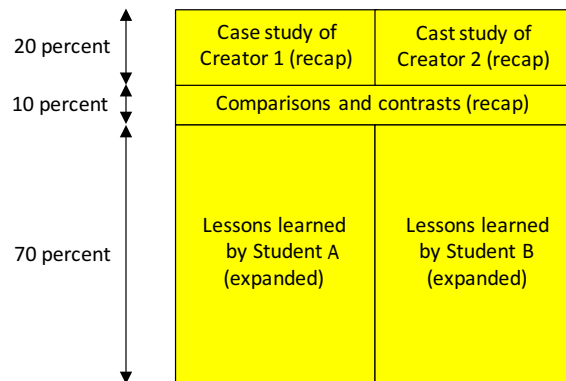 20 percent
Case study of
Creator 1 (recap)
Cast study of
Creator 2 (recap)
10 percent
Comparisons and contrasts (recap)
70 percent
Lessons learned
by Student A
(expanded)
Lessons learned
by Student B
(expanded)